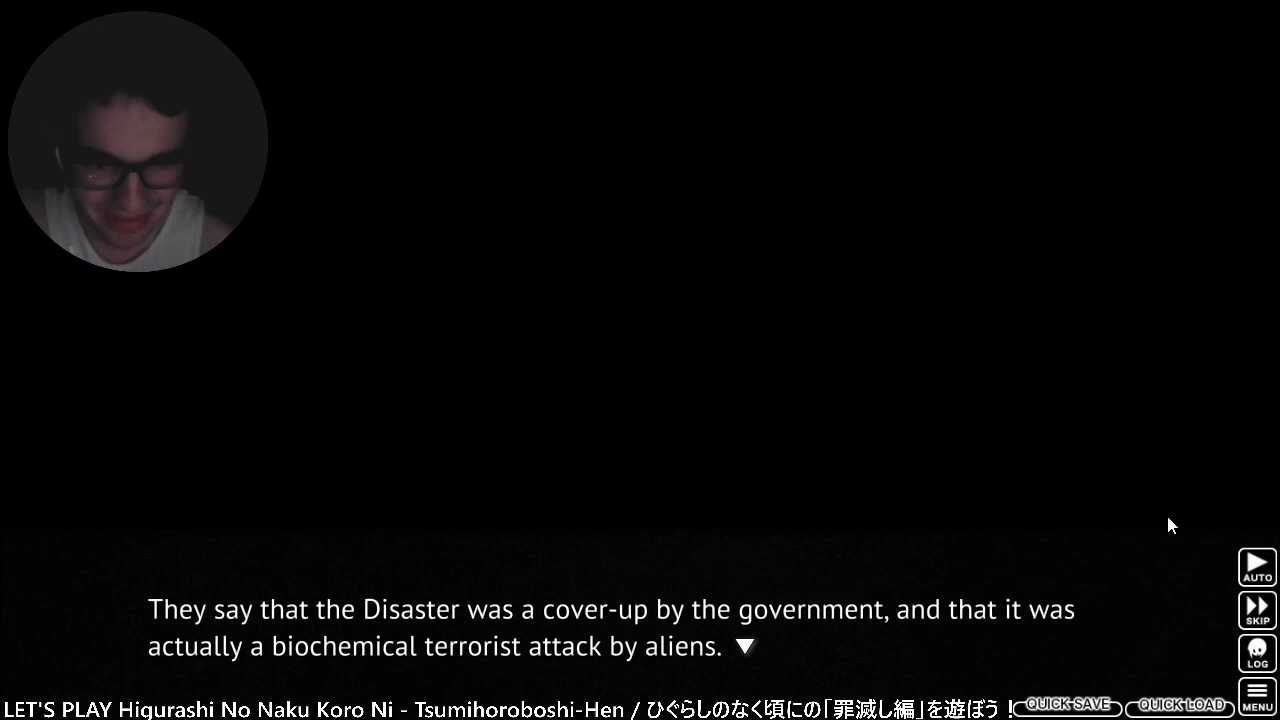 They say that the Disaster was a cover-up by the government, and that it was
actually a biochemical terrorist attack by aliens.
AUTO
SKIP
LOG
MENU
QUICK SAVE
QUICK LOAD
LET'S PLAY Higurashi No Naku Koro Ni - Tsumihoroboshi-Hen / ひぐらしのなく頃にの「罪滅し編」を遊ぼう！